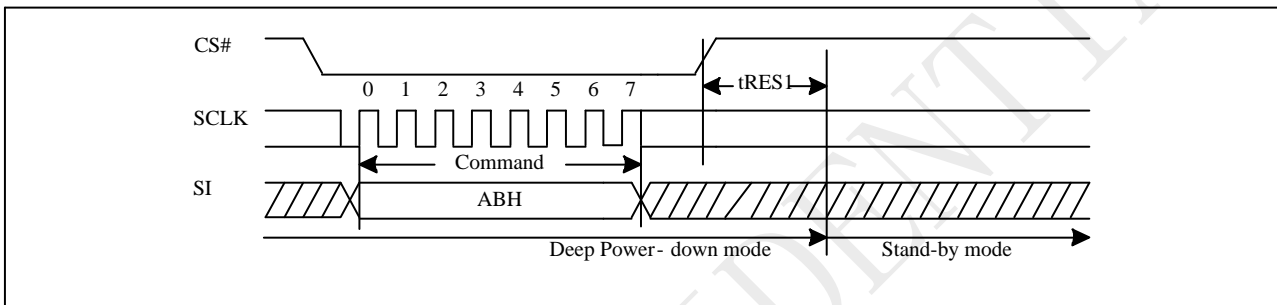 CS#
tRES1
0 1 2 3 4 5 6 7
SCLK
Command
SI
ABH
Deep Power- down mode Stand-by mode